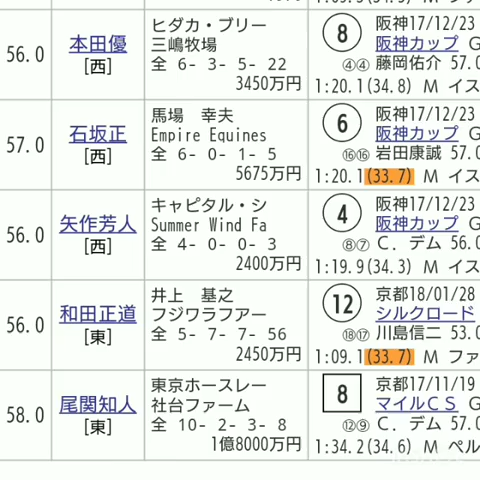 56.0 本田優 [西]
ヒダカ・ブリー
三嶋牧場
全 6- 3- 5- 22
3450万円
8 阪神17/12/23
阪神カップ G
④④ 藤岡佑介 57.0
1:20.1(34.8) M イス
57.0 石坂正 [西]
馬場 幸夫
Empire Equines
全 6- 0- 1- 5
5675万円
6 阪神17/12/23
阪神カップ G
⑯⑯ 岩田康誠 57.0
1:20.1(33.7) M イス
56.0 矢作芳人 [西]
キャピタル・シ
Summer Wind Fa
全 4- 0- 0- 3
2400万円
4 阪神17/12/23
阪神カップ G
⑧⑦ C. デム 56.0
1:19.9(34.3) M イス
56.0 和田正道 [東]
井上 基之
フジワラフアー
全 5- 7- 7- 56
2450万円
12 京都18/01/28
シルクロード
⑱⑰ 川島信二 53.0
1:09.1(33.7) M ファ
58.0 尾関知人 [東]
東京ホースレー
社台ファーム
全 10- 2- 3- 8
1億8000万円
8 京都17/11/19
マイルCS G
⑫⑨ C. デム 57.0
1:34.2(34.6) M ペル